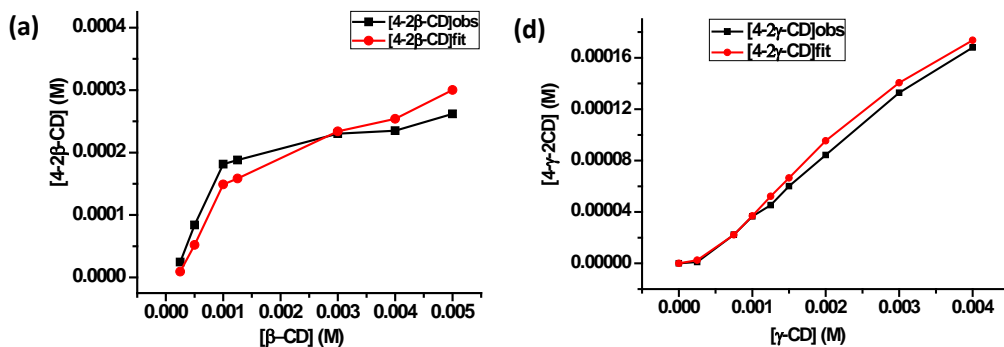 (a)
[4-2β-CD]obs
[4-2β-CD]fit
[4-2β-CD] (M)
0.0004
0.0003
0.0002
0.0001
0.0000
0.000 0.001 0.002 0.003 0.004 0.005
[β–CD] (M)
(d)
[4-2γ-CD]obs
[4-2γ-CD]fit
[4-γ-2CD] (M)
0.00016
0.00012
0.00008
0.00004
0.00000
0.000 0.001 0.002 0.003 0.004
[γ-CD] (M)